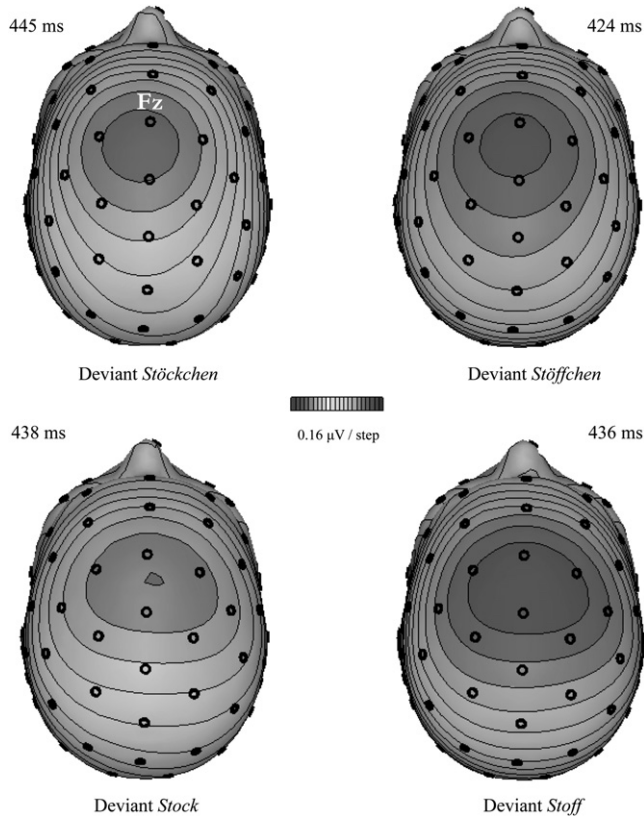 445 ms
424 ms
Fz
Deviant Stöckchen
Deviant Stöffchen
0.16 µV / step
438 ms
436 ms
Deviant Stock
Deviant Stoff